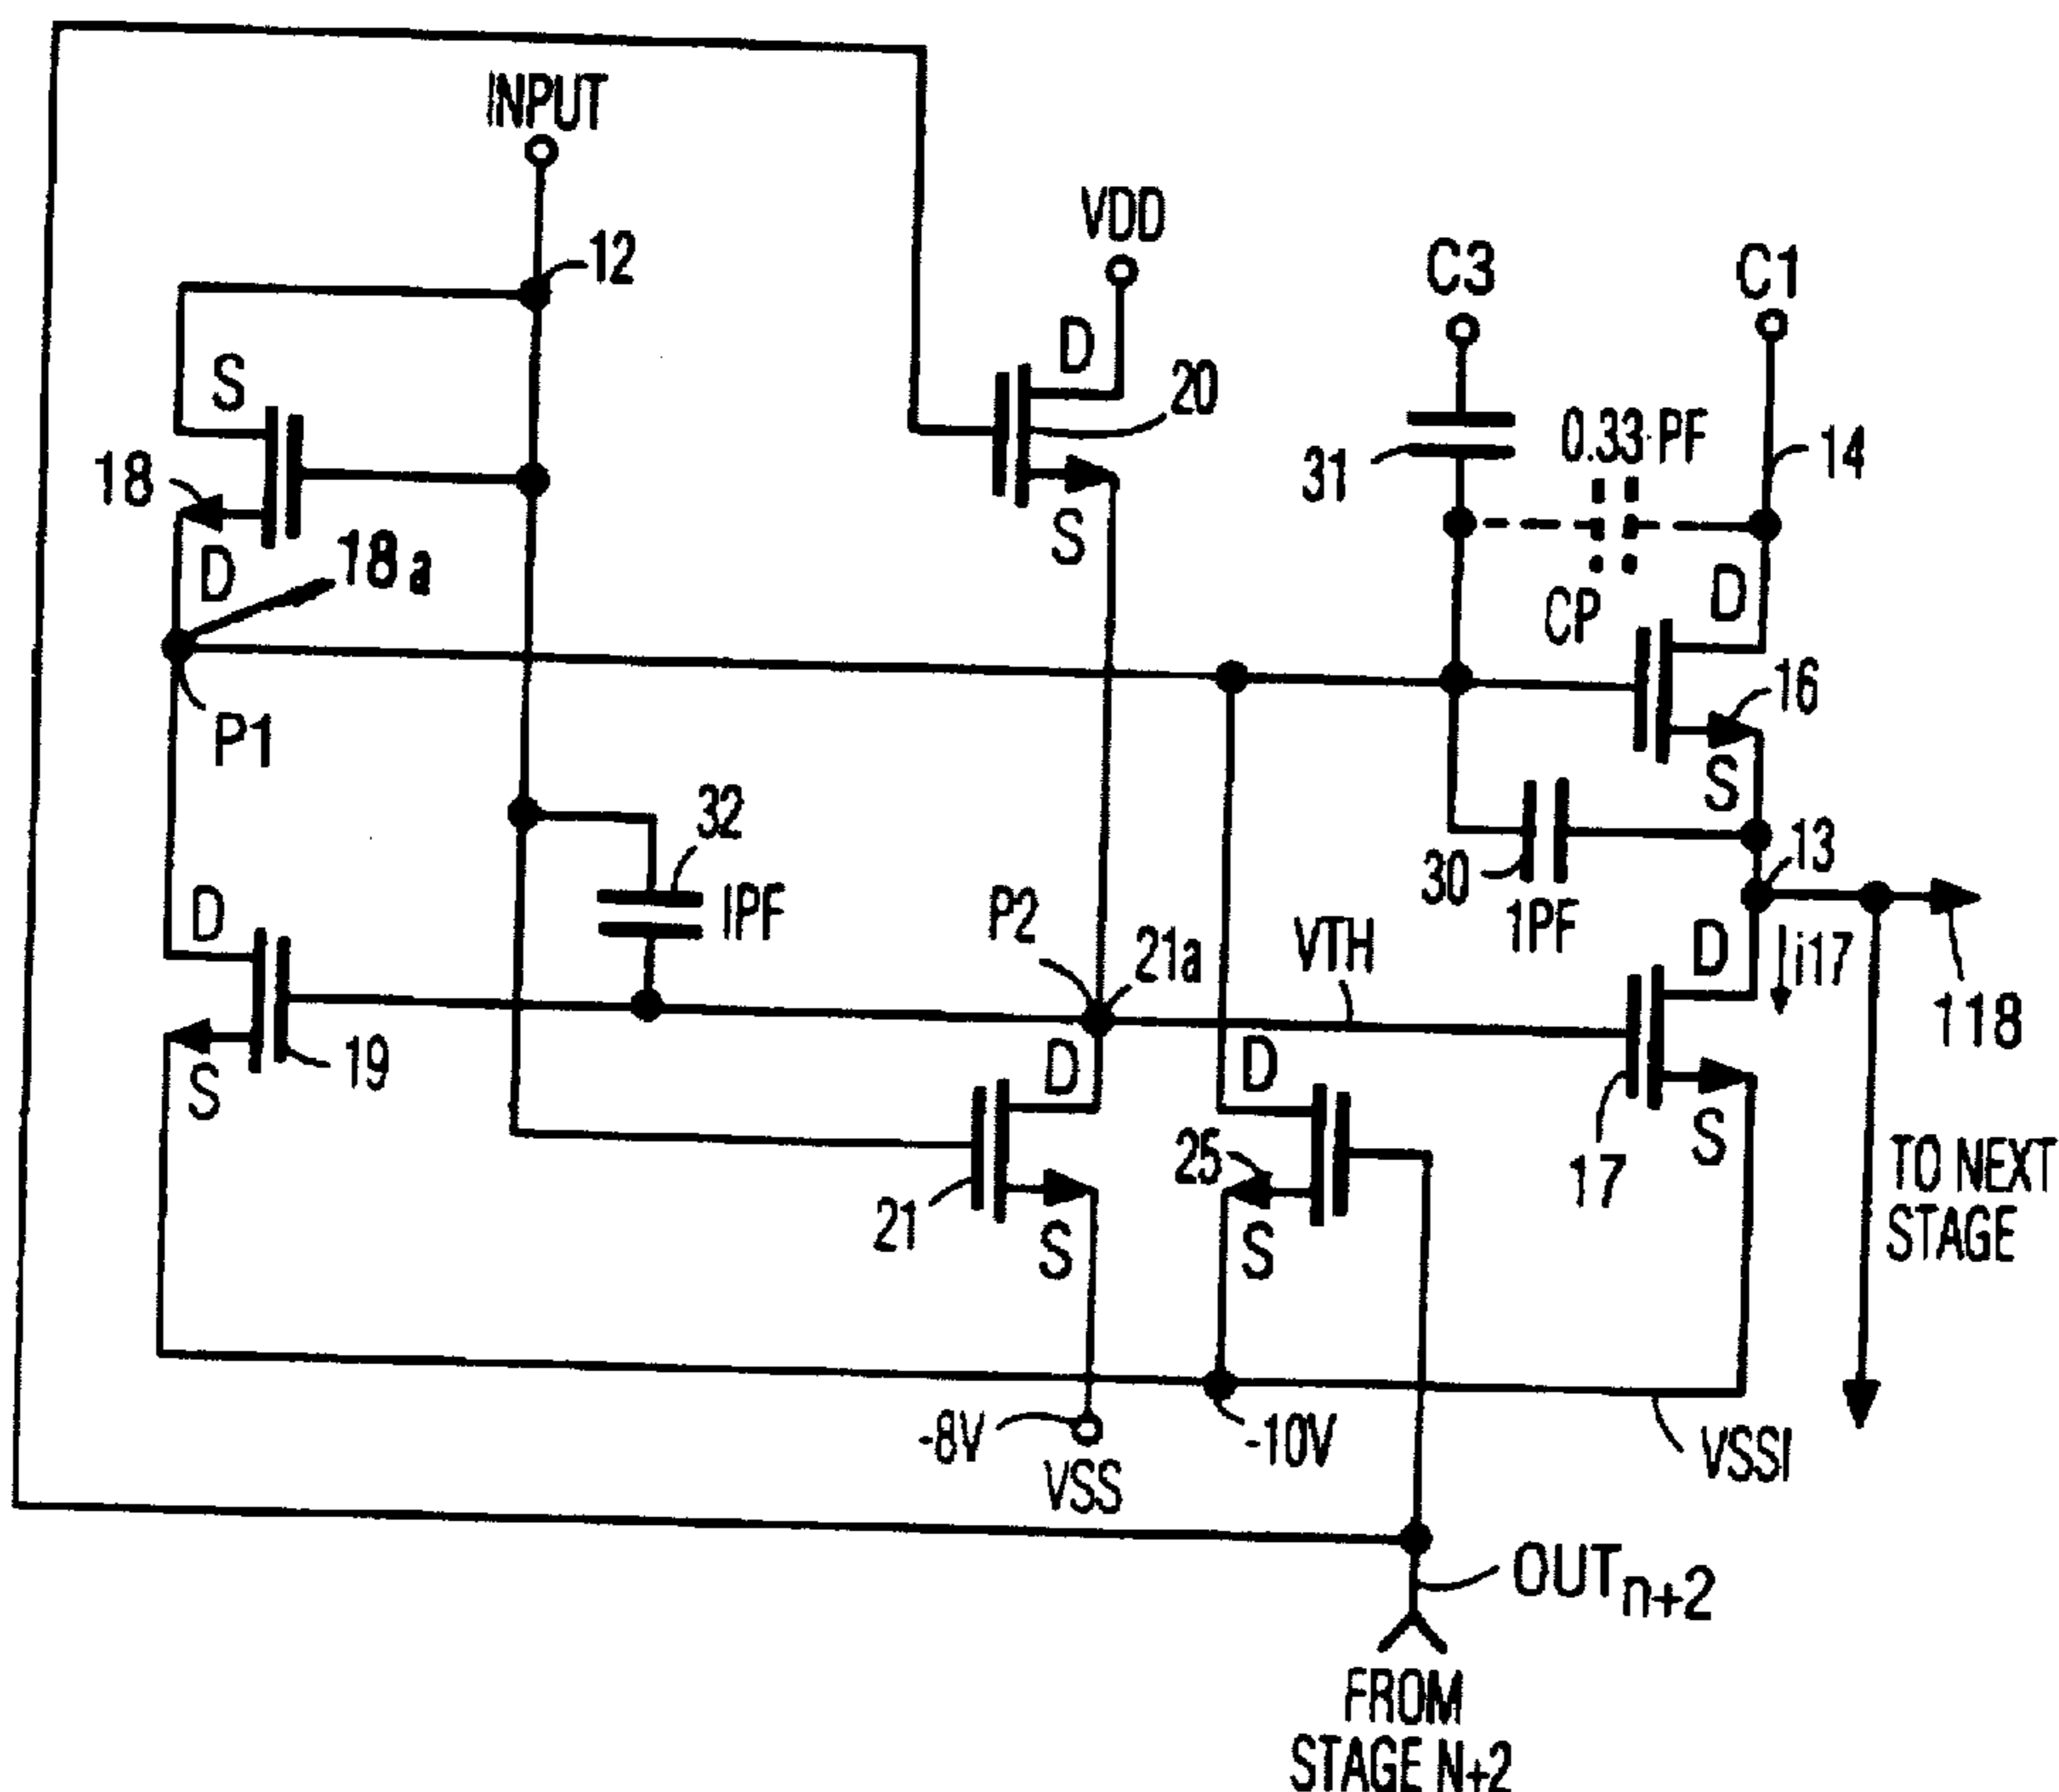 INPUT
12
VDD
C3
C1
S
D
20
18
31
0.33 PF
14
D
18a
S
CP
D
P1
16
S
32
1PF
30
1PF
13
D
P2
21a
VTH
D
i17
118
19
S
D
D
25
17
S
TO NEXT
STAGE
21
S
S
-8V
VSS
-10V
VSSI
OUTn+2
FROM
STAGE N+2